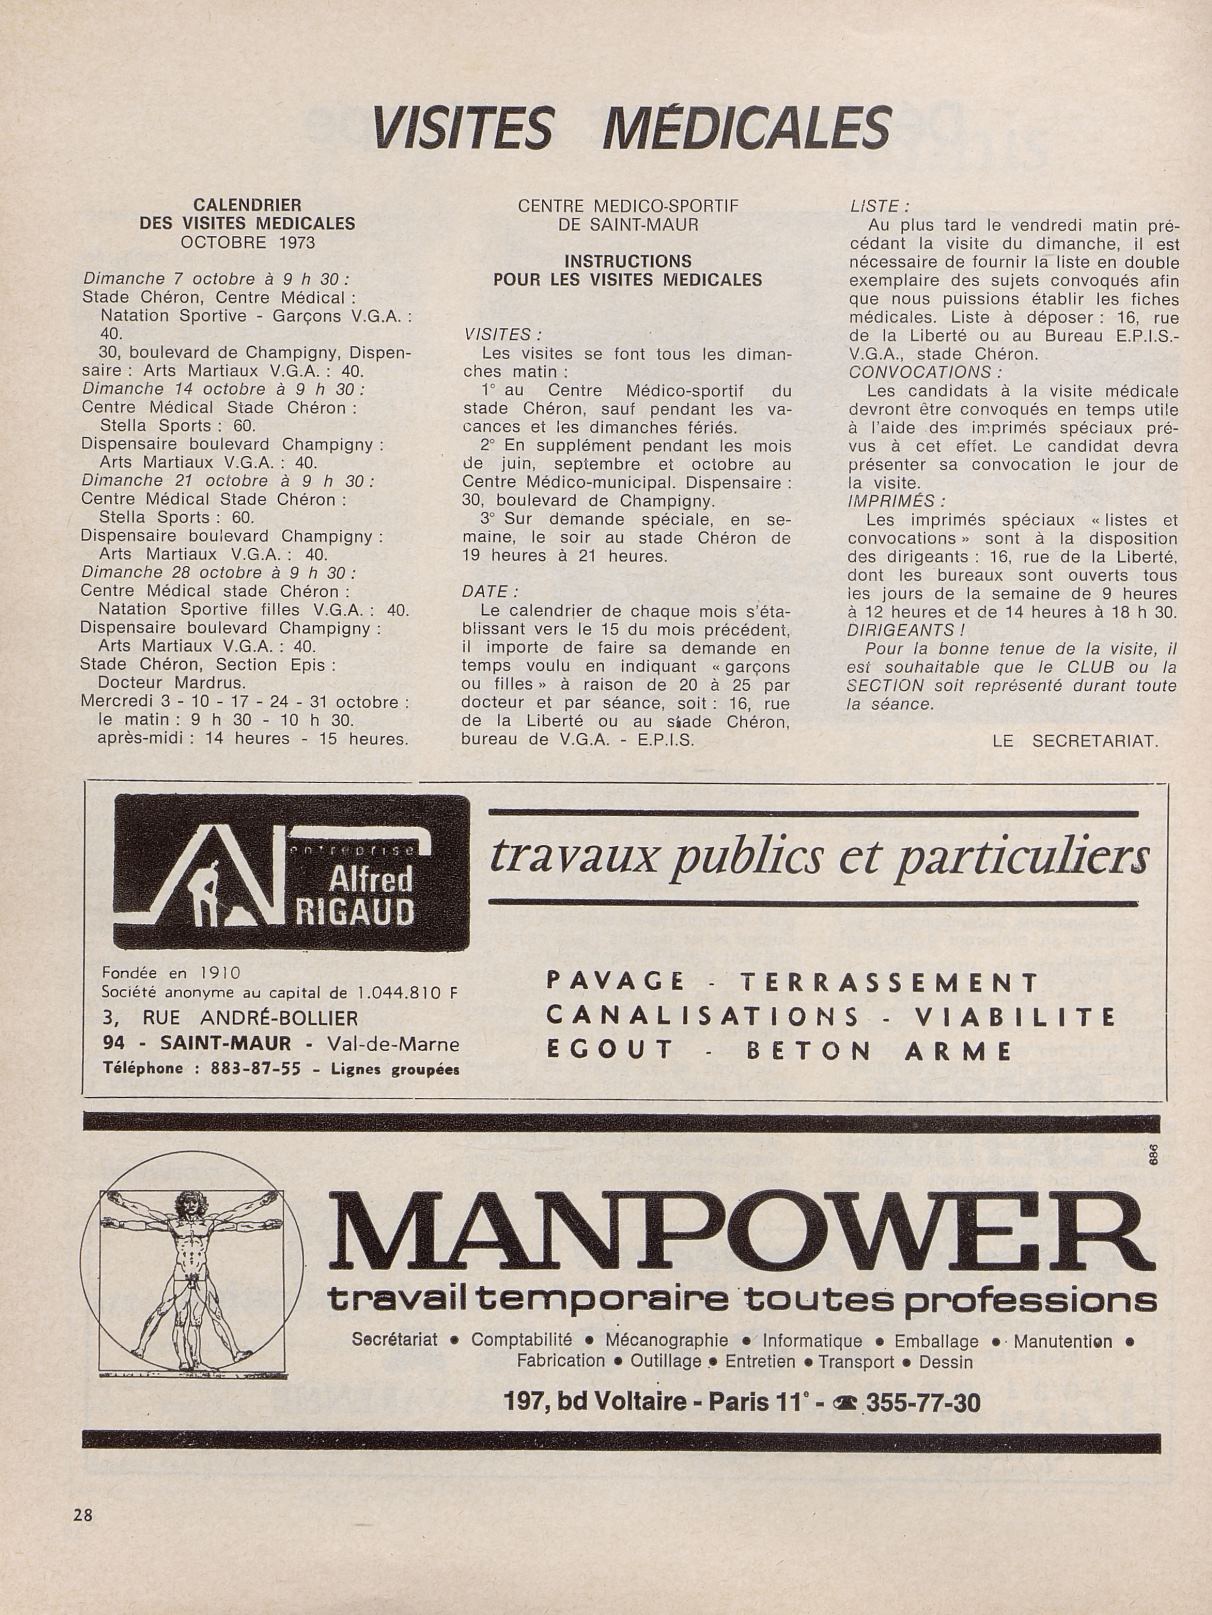 VISITES MÉDICALES
CALENDRIER
DES VISITES MEDICALES
OCTOBRE 1973
Dimanche 7 octobre à 9 h 30 :
Stade Chéron, Centre Médical :
Natation Sportive - Garçons V.G.A. :
40.
30, boulevard de Champigny, Dispen-
saire : Arts Martiaux V.G.A. : 40.
Dimanche 14 octobre à 9 h 30 :
Centre Médical Stade Chéron :
Stella Sports : 60.
Dispensaire boulevard Champigny :
Arts Martiaux V.G.A. : 40.
Dimanche 21 octobre à 9 h 30 :
Centre Médical Stade Chéron :
Stella Sports : 60.
Dispensaire boulevard Champigny :
Arts Martiaux V.G.A. : 40.
Dimanche 28 octobre à 9 h 30 :
Centre Médical stade Chéron :
Natation Sportive filles V.G.A. : 40.
Dispensaire boulevard Champigny :
Arts Martiaux V.G.A. : 40.
Stade Chéron, Section Epis :
Docteur Mardrus.
Mercredi 3 - 10 - 17 - 24 - 31 octobre :
le matin : 9 h 30 - 10 h 30.
après-midi : 14 heures - 15 heures.
CENTRE MEDICO-SPORTIF
DE SAINT-MAUR
INSTRUCTIONS
POUR LES VISITES MEDICALES
VISITES :
Les visites se font tous les diman-
ches matin :
1° au Centre Médico-sportif du
stade Chéron, sauf pendant les va-
cances et les dimanches fériés.
2° En supplément pendant les mois
de juin, septembre et octobre au
Centre Médico-municipal. Dispensaire :
30, boulevard de Champigny.
3° Sur demande spéciale, en se-
maine, le soir au stade Chéron de
19 heures à 21 heures.
DATE :
Le calendrier de chaque mois s'éta-
blissant vers le 15 du mois précédent,
il importe de faire sa demande en
temps voulu en indiquant « garçons
ou filles » à raison de 20 à 25 par
docteur et par séance, soit : 16, rue
de la Liberté ou au stade Chéron,
bureau de V.G.A. - E.P.I.S.
LISTE :
Au plus tard le vendredi matin pré-
cédant la visite du dimanche, il est
nécessaire de fournir la liste en double
exemplaire des sujets convoqués afin
que nous puissions établir les fiches
médicales. Liste à déposer : 16, rue
de la Liberté ou au Bureau E.P.I.S.-
V.G.A., stade Chéron.
CONVOCATIONS :
Les candidats à la visite médicale
devront être convoqués en temps utile
à l'aide des imprimés spéciaux pré-
vus à cet effet. Le candidat devra
présenter sa convocation le jour de
la visite.
IMPRIMÉS :
Les imprimés spéciaux « listes et
convocations » sont à la disposition
des dirigeants : 16, rue de la Liberté,
dont les bureaux sont ouverts tous
les jours de la semaine de 9 heures
à 12 heures et de 14 heures à 18 h 30.
DIRIGEANTS !
Pour la bonne tenue de la visite, il
est souhaitable que le CLUB ou la
SECTION soit représenté durant toute
la séance.
LE SECRETARIAT.
entreprise
Alfred
RIGAUD
travaux publics et particuliers
Fondée en 1910
Société anonyme au capital de 1.044.810 F
3, RUE ANDRÉ-BOLLIER
94 - SAINT-MAUR - Val-de-Marne
Téléphone : 883-87-55 - Lignes groupées
PAVAGE - TERRASSEMENT
CANALISATIONS - VIABILITE
EGOUT - BETON ARME
989
MANPOWER
travail temporaire toutes professions
Secrétariat • Comptabilité • Mécanographie • Informatique • Emballage • Manutention •
Fabrication • Outillage • Entretien • Transport • Dessin
197, bd Voltaire - Paris 11° - ☎ 355-77-30
28